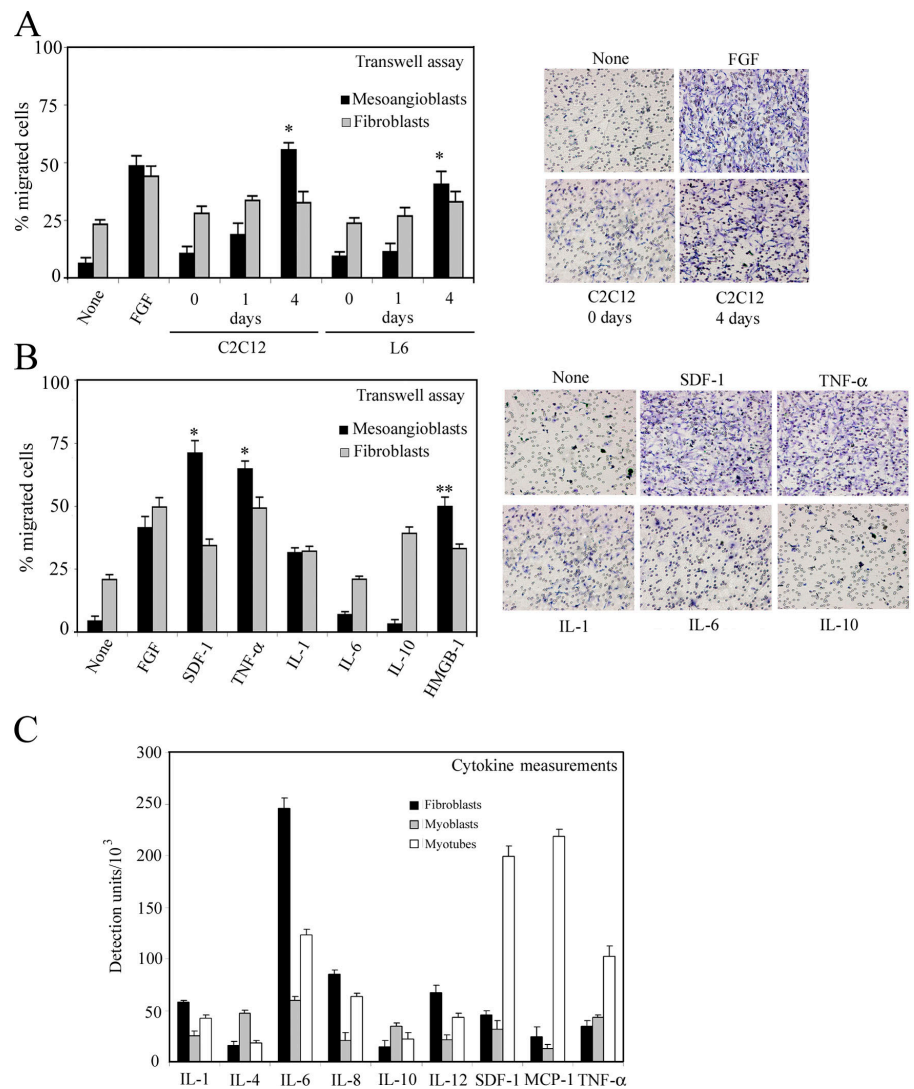 A
100
75
50
25
0
% migrated cells
Transwell assay
Mesoangioblasts
Fibroblasts
*
*
None
FGF
0
1
4
0
1
4
days
days
C2C12
L6
None
FGF
C2C12
0 days
C2C12
4 days
B
100
75
50
25
0
% migrated cells
Transwell assay
Mesoangioblasts
Fibroblasts
*
*
**
None
FGF
SDF-1
TNF-α
IL-1
IL-6
IL-10
HMGB-1
None
SDF-1
TNF-α
IL-1
IL-6
IL-10
C
300
250
200
150
100
50
0
Detection units/10³
Cytokine measurements
Fibroblasts
Myoblasts
Myotubes
IL-1
IL-4
IL-6
IL-8
IL-10
IL-12
SDF-1
MCP-1
TNF-α